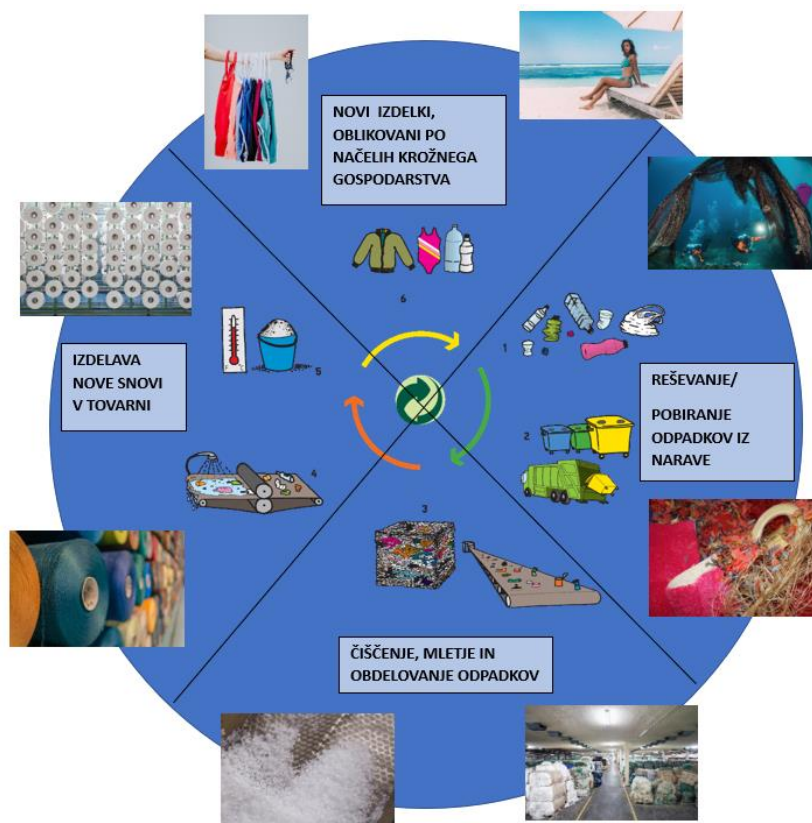 NOVI IZDELKI,
OBLIKOVANI PO
NAČELIH KROŽNEGA
GOSPODARSTVA
6
1
5
IZDELAVA
NOVE SNOVI
V TOVARNI
REŠEVANJE/
POBIRANJE
ODPADKOV IZ
NARAVE
2
4
3
ČIŠČENJE, MLETJE IN
OBDELOVANJE ODPADKOV